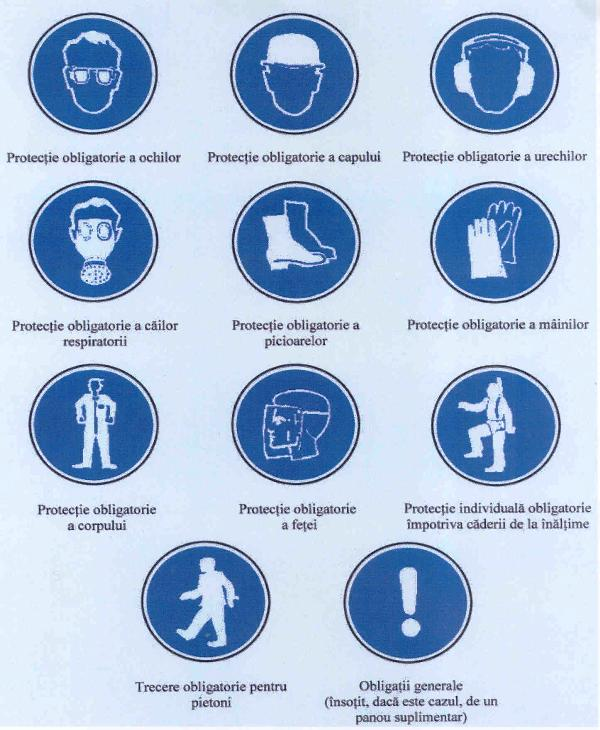 Protecție obligatorie a ochilor
Protecție obligatorie a capului
Protecție obligatorie a urechilor
Protecție obligatorie a căilor
respiratorii
Protecție obligatorie a
picioarelor
Protecție obligatorie a mâinilor
Protecție obligatorie
a corpului
Protecție obligatorie
a feței
Protecție individuală obligatorie
împotriva căderii de la înălțime
Trecere obligatorie pentru
pietoni
Obligații generale
(însoțit, dacă este cazul, de un
panou suplimentar)